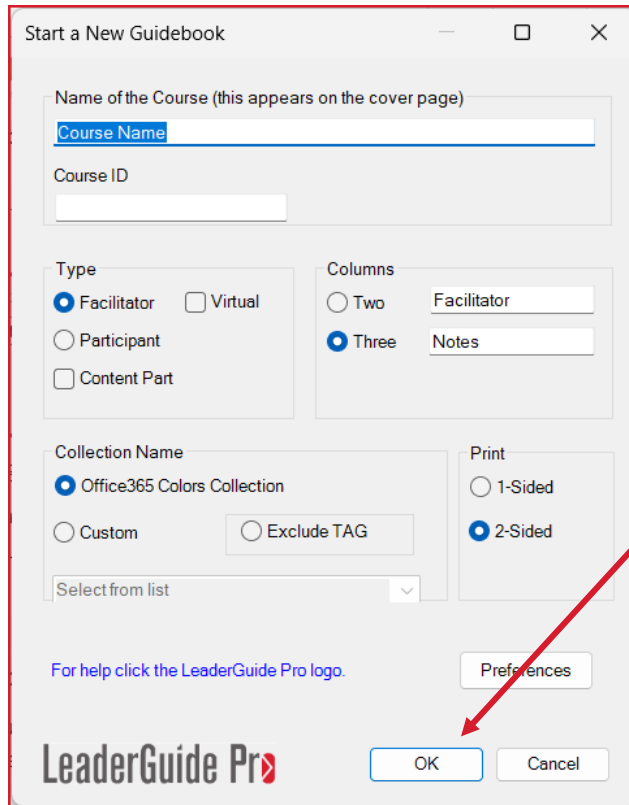 Start a New Guidebook
Name of the Course (this appears on the cover page)
Course Name
Course ID
Type
Facilitator
Virtual
Participant
Content Part
Columns
Two
Facilitator
Three
Notes
Collection Name
Office365 Colors Collection
Custom
Exclude TAG
Select from list
Print
1-Sided
2-Sided
For help click the LeaderGuide Pro logo.
Preferences
LeaderGuide Pro
OK
Cancel